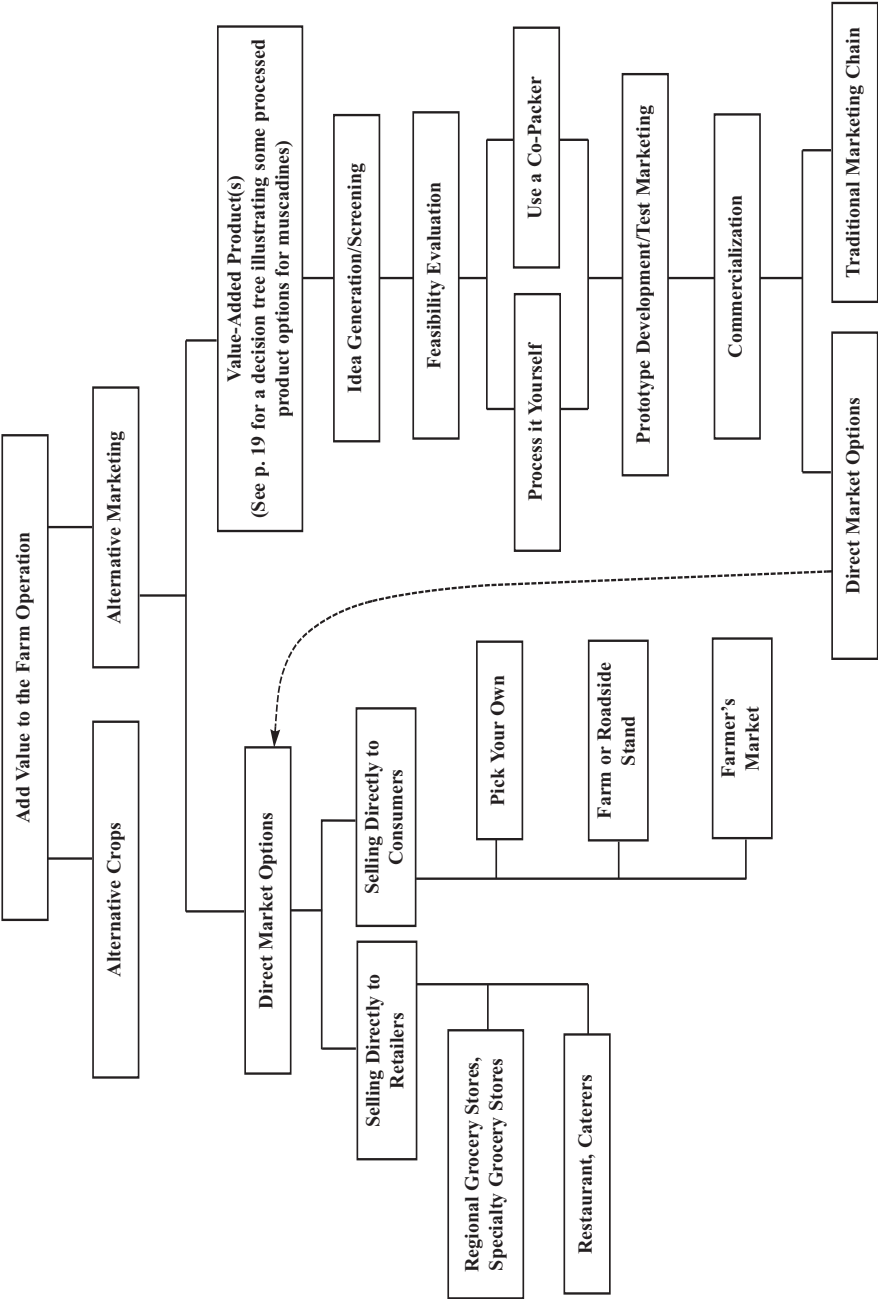 Add Value to the Farm Operation
Alternative Crops
Alternative Marketing
Direct Market Options
Value-Added Product(s)
(See p. 19 for a decision tree illustrating some processed
product options for muscadines)
Selling Directly to
Retailers
Selling Directly to
Consumers
Regional Grocery Stores,
Specialty Grocery Stores
Restaurant, Caterers
Pick Your Own
Farm or Roadside
Stand
Farmer's
Market
Idea Generation/Screening
Feasibility Evaluation
Process it Yourself
Use a Co-Packer
Prototype Development/Test Marketing
Commercialization
Direct Market Options
Traditional Marketing Chain